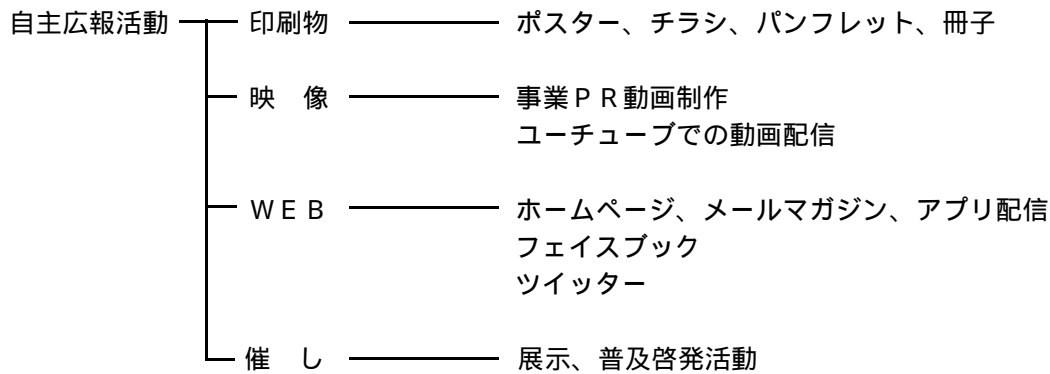 自主広報活動 印刷物 ポスター、チラシ、パンフレット、冊子
映　像 事業ＰＲ動画制作
ユーチューブでの動画配信
ＷＥＢ ホームページ、メールマガジン、アプリ配信
フェイスブック
ツイッター
催　し 展示、普及啓発活動